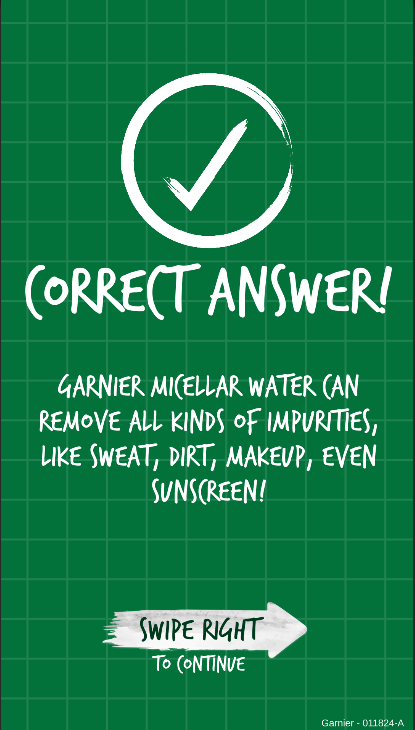 CORRECT ANSWER!
GARNIER MICELLAR WATER CAN
REMOVE ALL KINDS OF IMPURITIES,
LIKE SWEAT, DIRT, MAKEUP, EVEN
SUNSCREEN!
SWIPE RIGHT
TO CONTINUE
Garnier - 011824-A